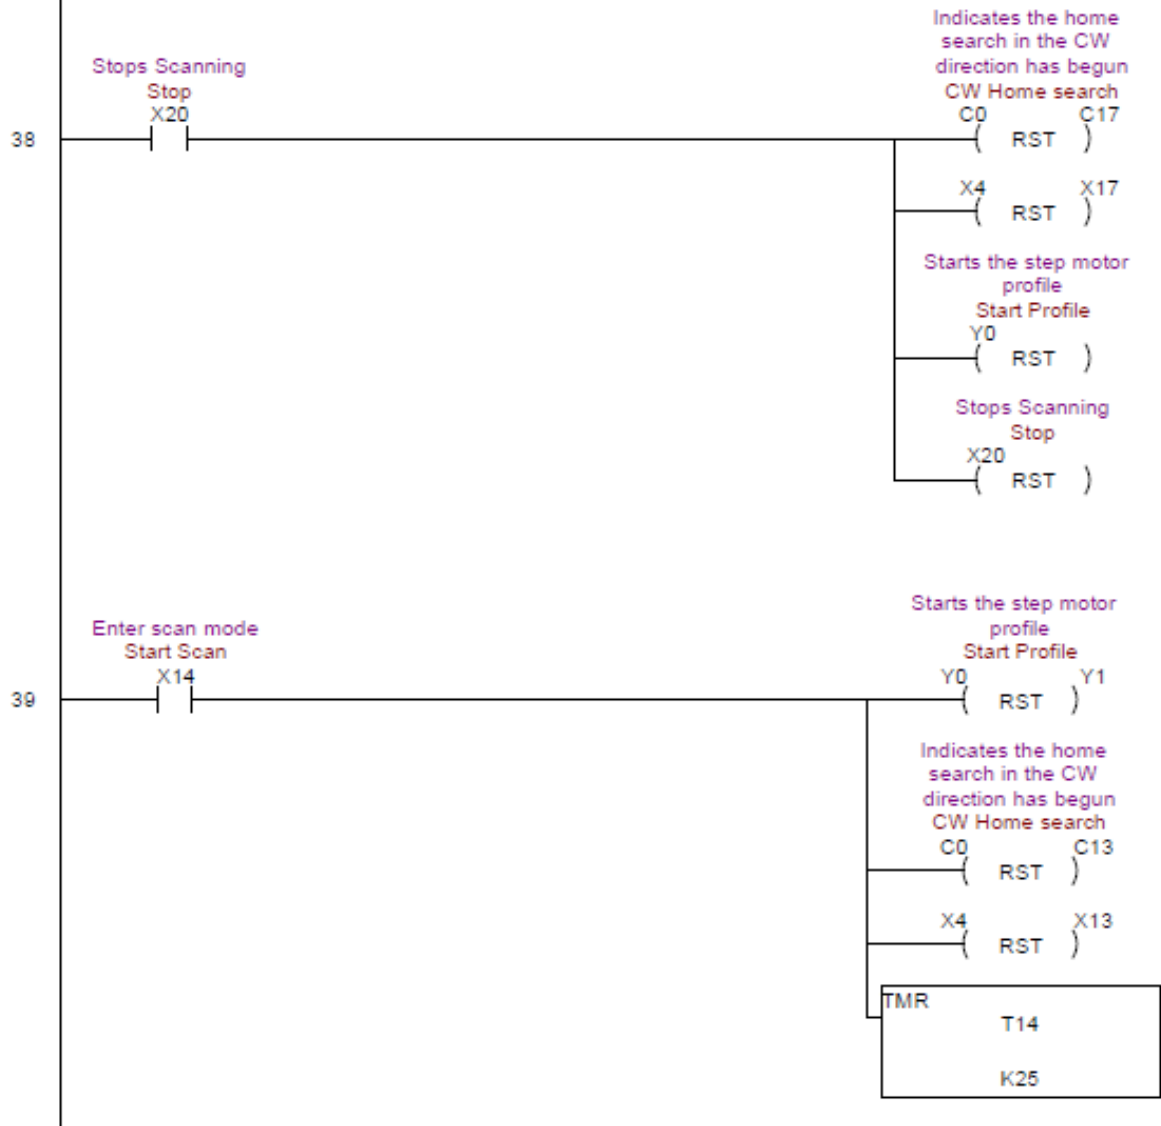 Indicates the home
search in the CW
direction has begun
CW Home search
Stops Scanning
Stop
X20
C0 C17
38
RST
X4 X17
RST
Starts the step motor
profile
Start Profile
Y0
RST
Stops Scanning
Stop
X20
RST
Starts the step motor
profile
Start Profile
Enter scan mode
Start Scan
X14
Y0 Y1
39
RST
Indicates the home
search in the CW
direction has begun
CW Home search
C0 C13
RST
X4 X13
RST
TMR
T14
K25